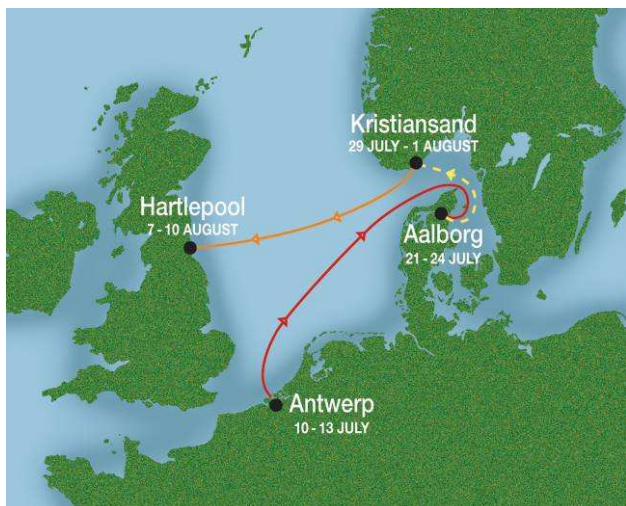 Kristiansand
29 JULY - 1 AUGUST
Hartlepool
7 - 10 AUGUST
Aalborg
21 - 24 JULY
Antwerp
10 - 13 JULY